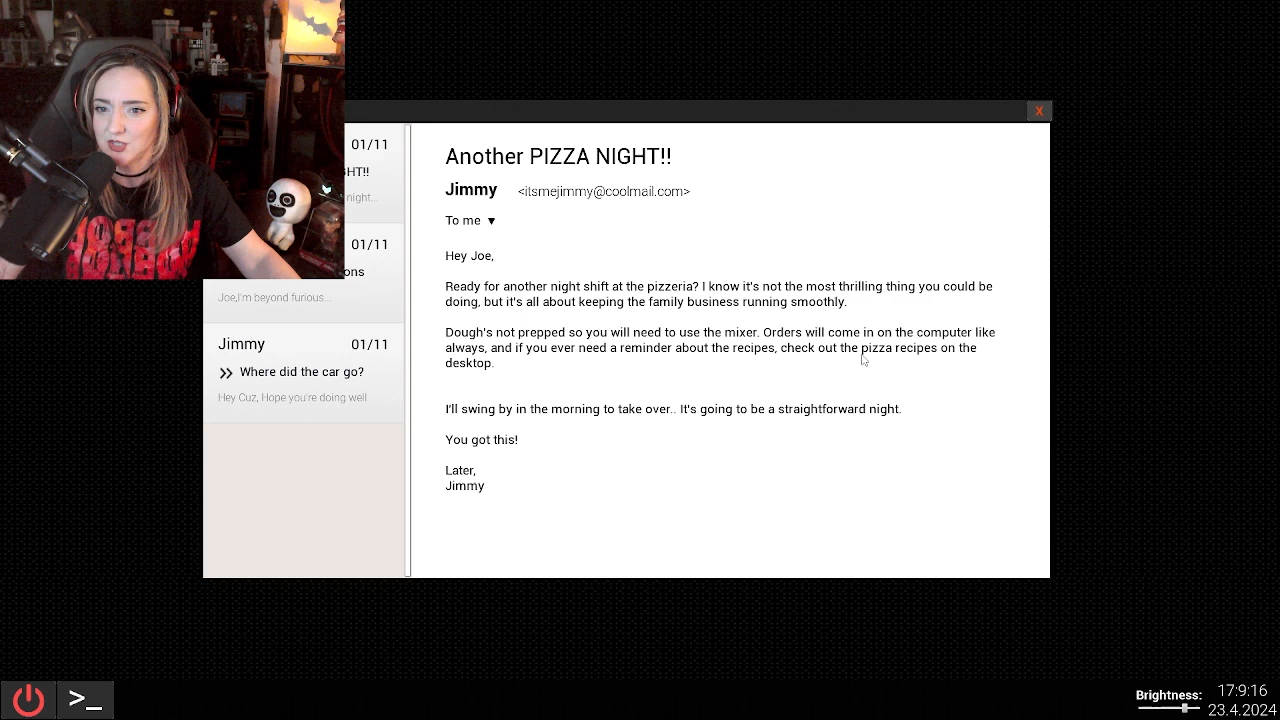 X
01/11
HT!!
night...
01/11
ons
Joe,I'm beyond furious...
Jimmy 01/11
>> Where did the car go?
Hey Cuz, Hope you're doing well
Another PIZZA NIGHT!!
Jimmy <itsmejimmy@coolmail.com>
To me ▼
Hey Joe,
Ready for another night shift at the pizzeria? I know it's not the most thrilling thing you could be
doing, but it's all about keeping the family business running smoothly.
Dough's not prepped so you will need to use the mixer. Orders will come in on the computer like
always, and if you ever need a reminder about the recipes, check out the pizza recipes on the
desktop.
I'll swing by in the morning to take over.. It's going to be a straightforward night.
You got this!
Later,
Jimmy
>_
Brightness:
17:9:16
23.4.2024